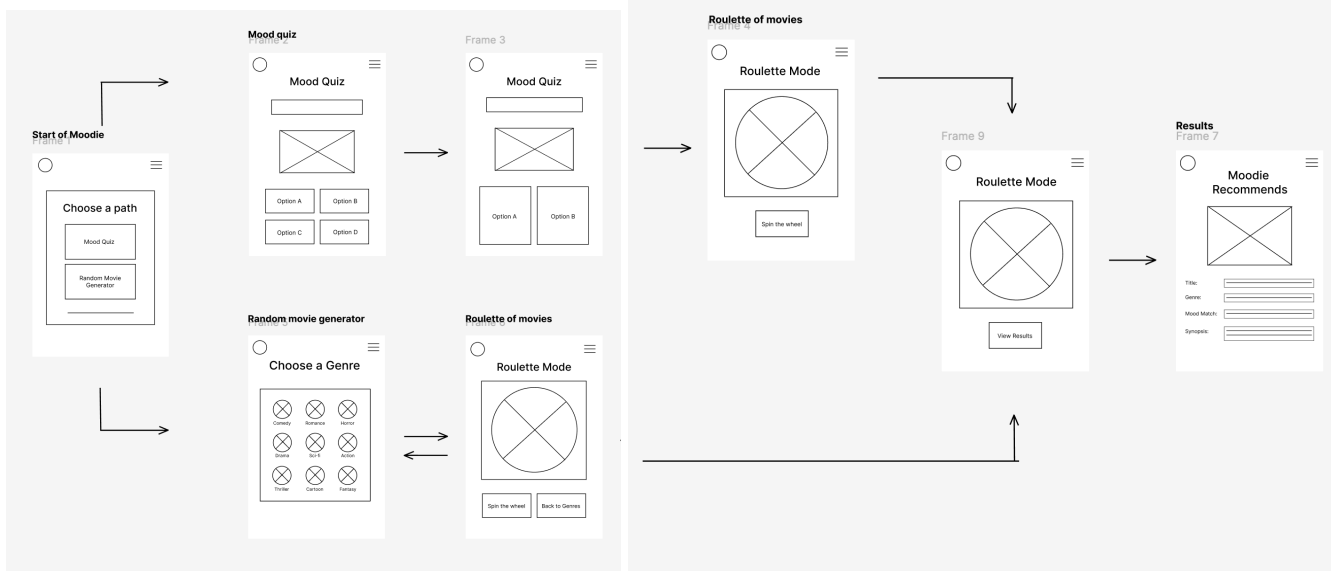 Start of Moodie
Frame 1
Choose a path
Mood Quiz
Random Movie
Generator
Mood quiz
Frame 2
Mood Quiz
Option A
Option B
Option C
Option D
Frame 3
Mood Quiz
Option A
Option B
Random movie generator
Frame 5
Choose a Genre
Comedy
Romance
Horror
Drama
Sci-fi
Action
Thriller
Cartoon
Fantasy
Roulette of movies
Frame 6
Roulette Mode
Spin the wheel
Back to Genres
Roulette of movies
Frame 4
Roulette Mode
Spin the wheel
Frame 9
Roulette Mode
View Results
Results
Frame 7
Moodie
Recommends
Title:
Genre:
Mood Match:
Synopsis: